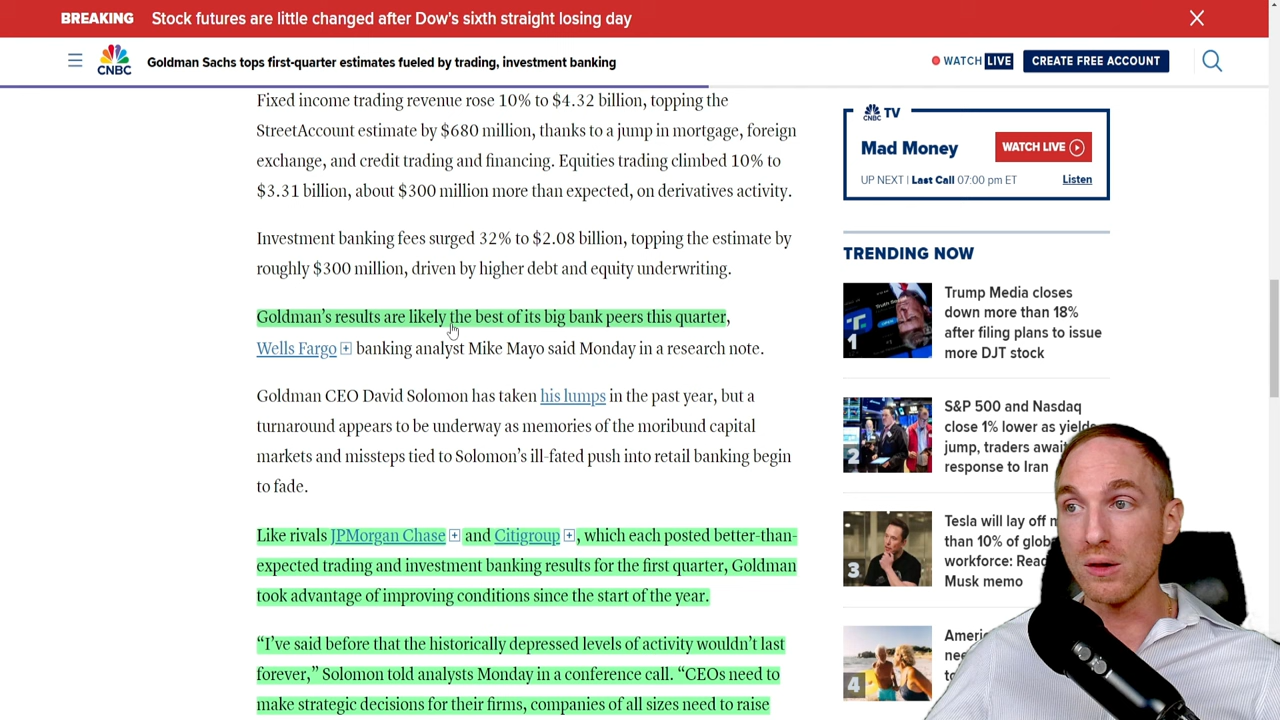 BREAKING Stock futures are little changed after Dow's sixth straight losing day
CNBC
Goldman Sachs tops first-quarter estimates fueled by trading, investment banking
WATCH LIVE
CREATE FREE ACCOUNT
Fixed income trading revenue rose 10% to $4.32 billion, topping the
StreetAccount estimate by $680 million, thanks to a jump in mortgage, foreign
exchange, and credit trading and financing. Equities trading climbed 10% to
$3.31 billion, about $300 million more than expected, on derivatives activity.
Investment banking fees surged 32% to $2.08 billion, topping the estimate by
roughly $300 million, driven by higher debt and equity underwriting.
Goldman's results are likely the best of its big bank peers this quarter,
Wells Fargo + banking analyst Mike Mayo said Monday in a research note.
Goldman CEO David Solomon has taken his lumps in the past year, but a
turnaround appears to be underway as memories of the moribund capital
markets and missteps tied to Solomon's ill-fated push into retail banking begin
to fade.
Like rivals JPMorgan Chase + and Citigroup +, which each posted better-than-
expected trading and investment banking results for the first quarter, Goldman
took advantage of improving conditions since the start of the year.
“I've said before that the historically depressed levels of activity wouldn't last
forever,” Solomon told analysts Monday in a conference call. “CEOs need to
make strategic decisions for their firms, companies of all sizes need to raise
CNBC TV
Mad Money
WATCH LIVE
UP NEXT | Last Call 07:00 pm ET
Listen
TRENDING NOW
1
Trump Media closes
down more than 18%
after filing plans to issue
more DJT stock
2
S&P 500 and Nasdaq
close 1% lower as yields
jump, traders await
response to Iran
3
Tesla will lay off
than 10% of
workforce: Read
Musk memo
4